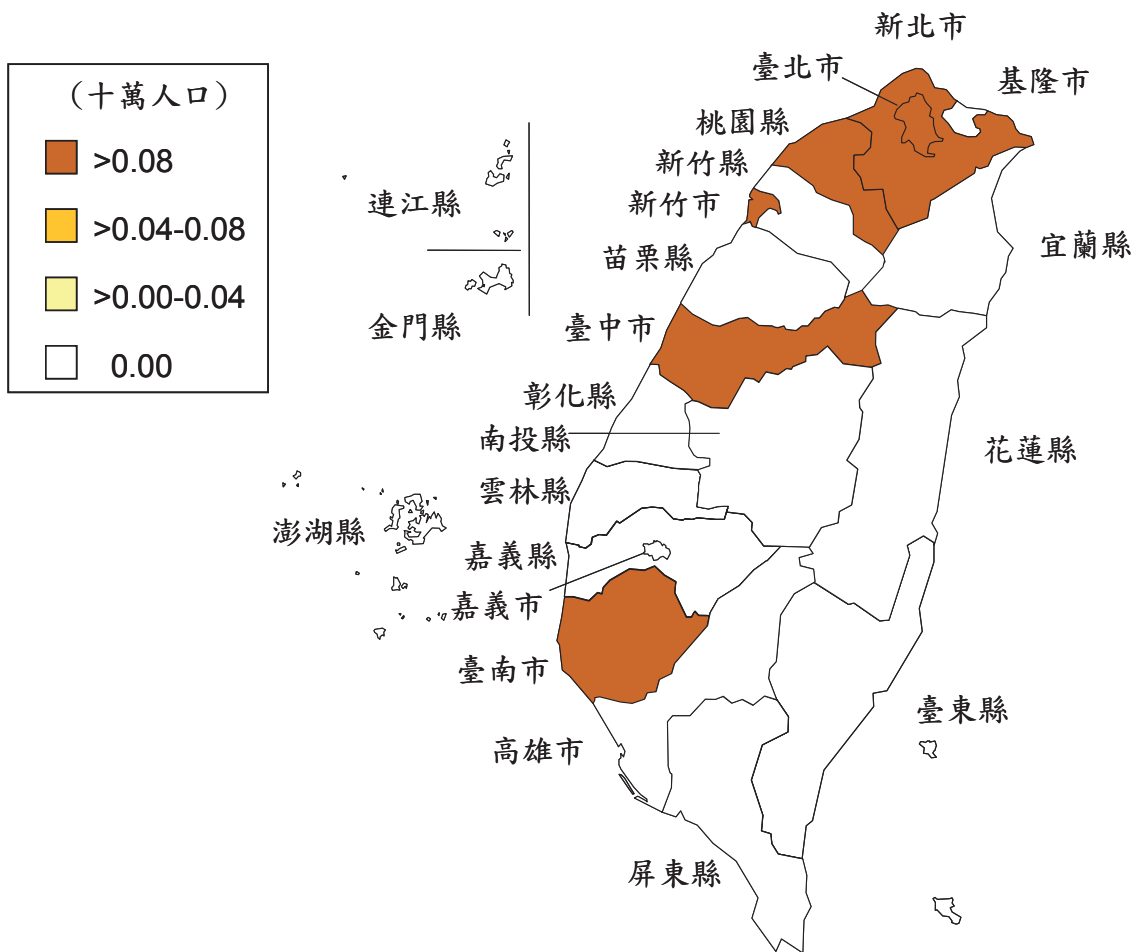 (十萬人口)
>0.08
>0.04-0.08
>0.00-0.04
0.00
新北市
臺北市
基隆市
桃園縣
新竹縣
新竹市
連江縣
苗栗縣
宜蘭縣
金門縣
臺中市
彰化縣
南投縣
花蓮縣
雲林縣
澎湖縣
嘉義縣
嘉義市
臺南市
臺東縣
高雄市
屏東縣